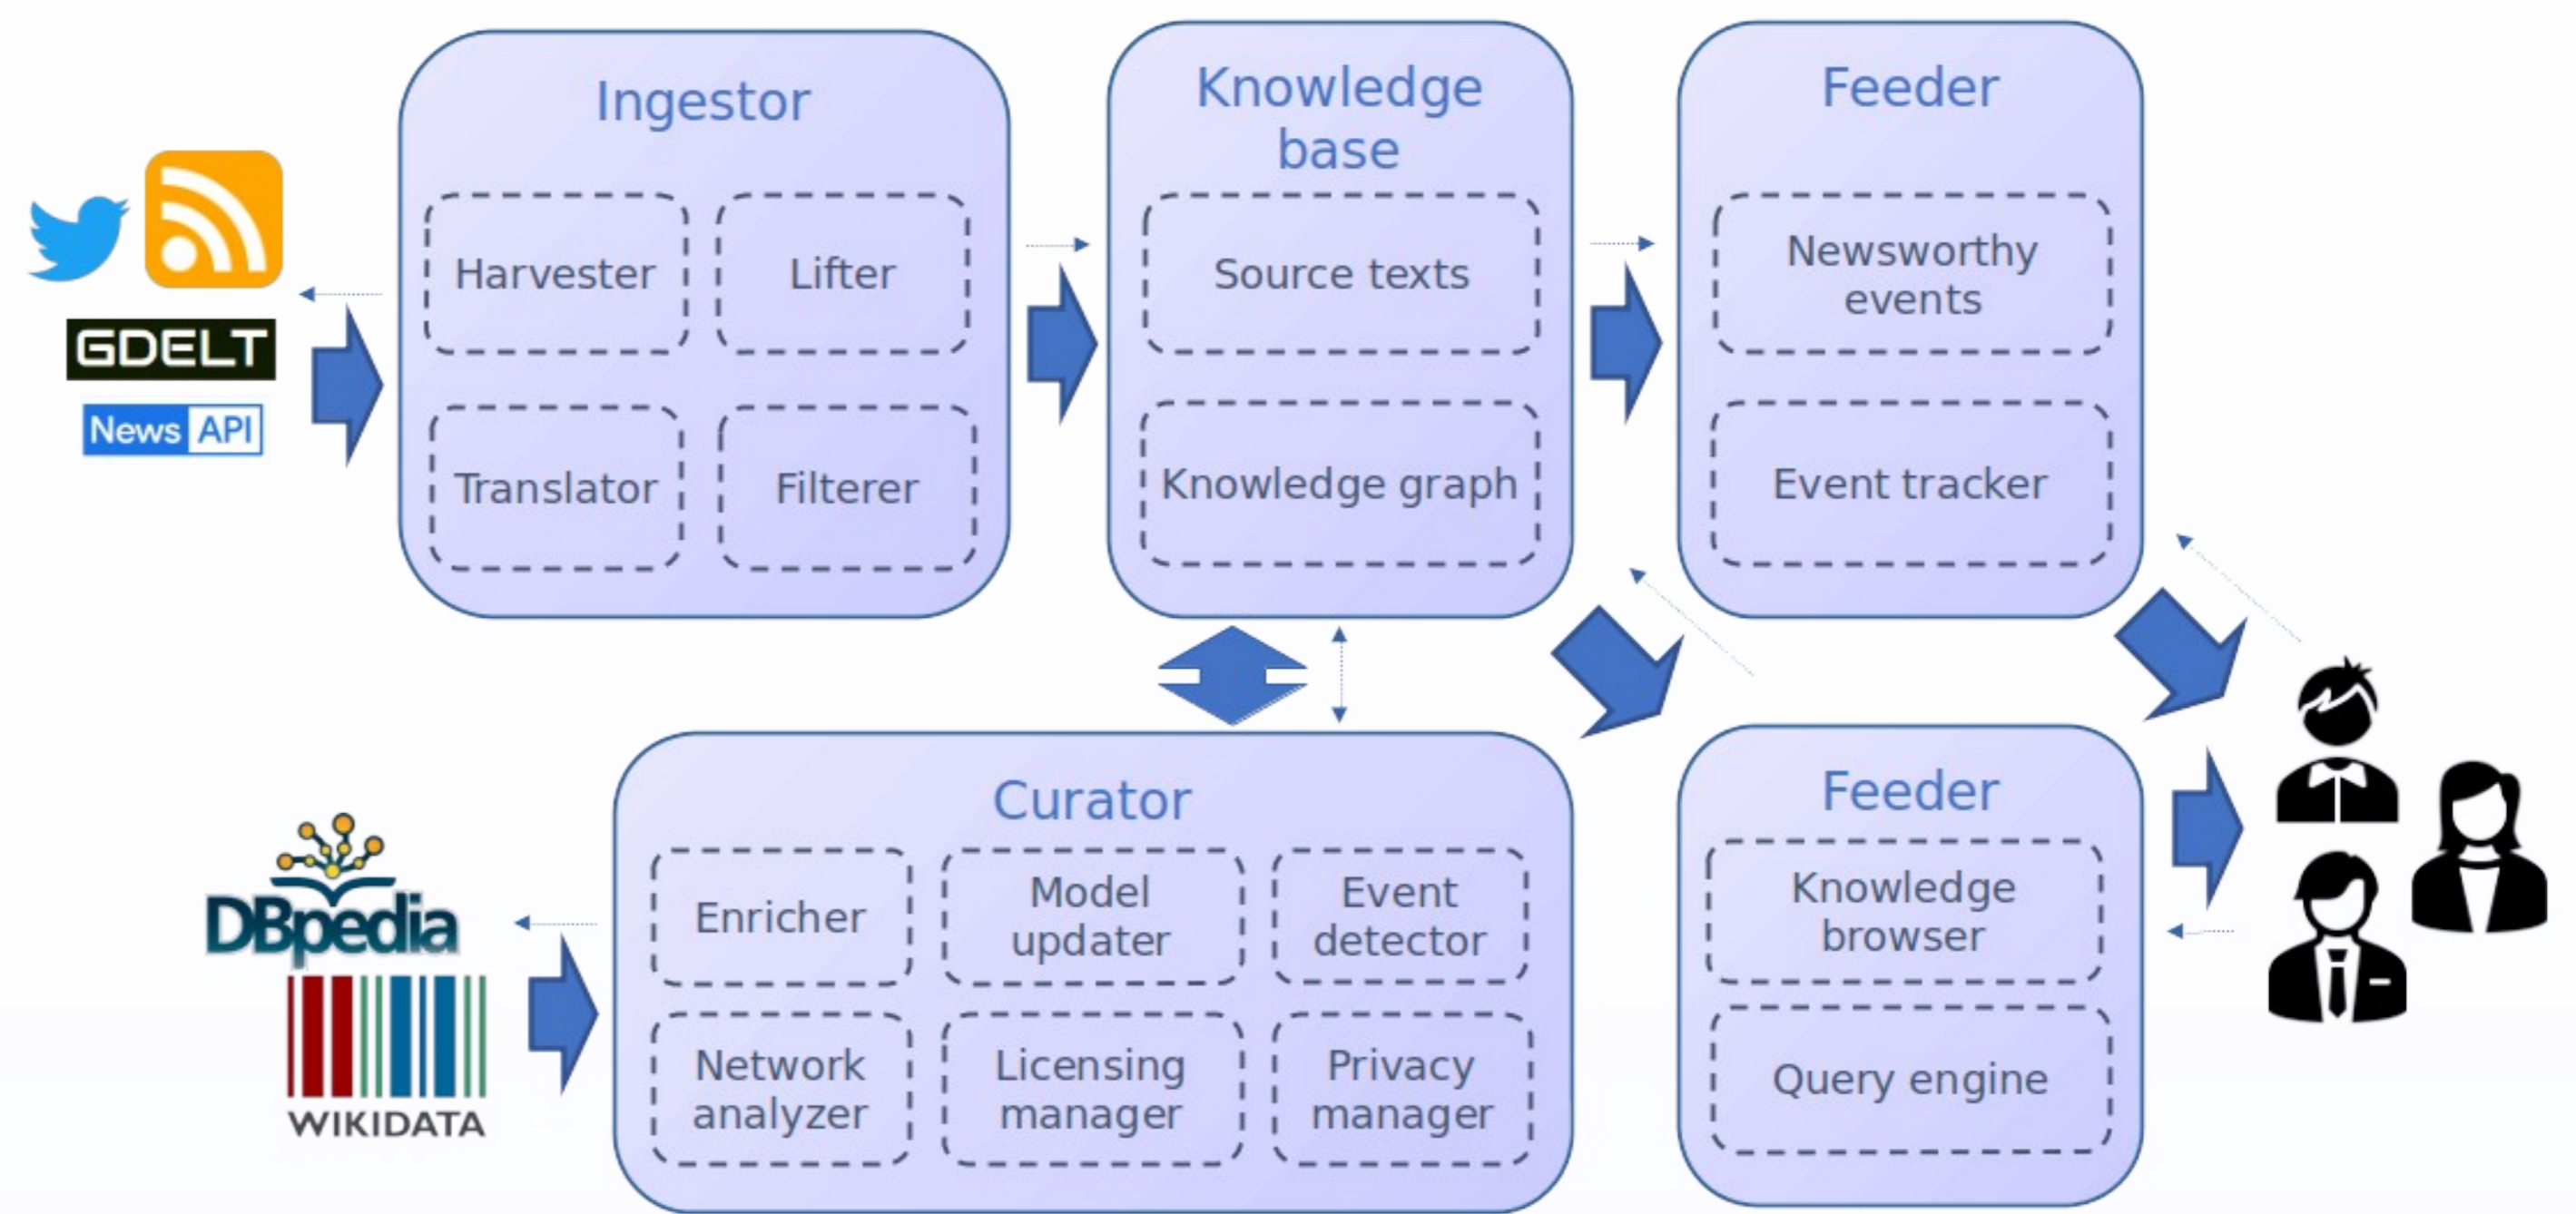 Ingestor
Harvester
Lifter
Translator
Filterer
GDELT
News API
Knowledge
base
Source texts
Knowledge graph
Feeder
Newsworthy
events
Event tracker
Curator
Enricher
Model
updater
Event
detector
Network
analyzer
Licensing
manager
Privacy
manager
DBpedia
WIKIDATA
Feeder
Knowledge
browser
Query engine